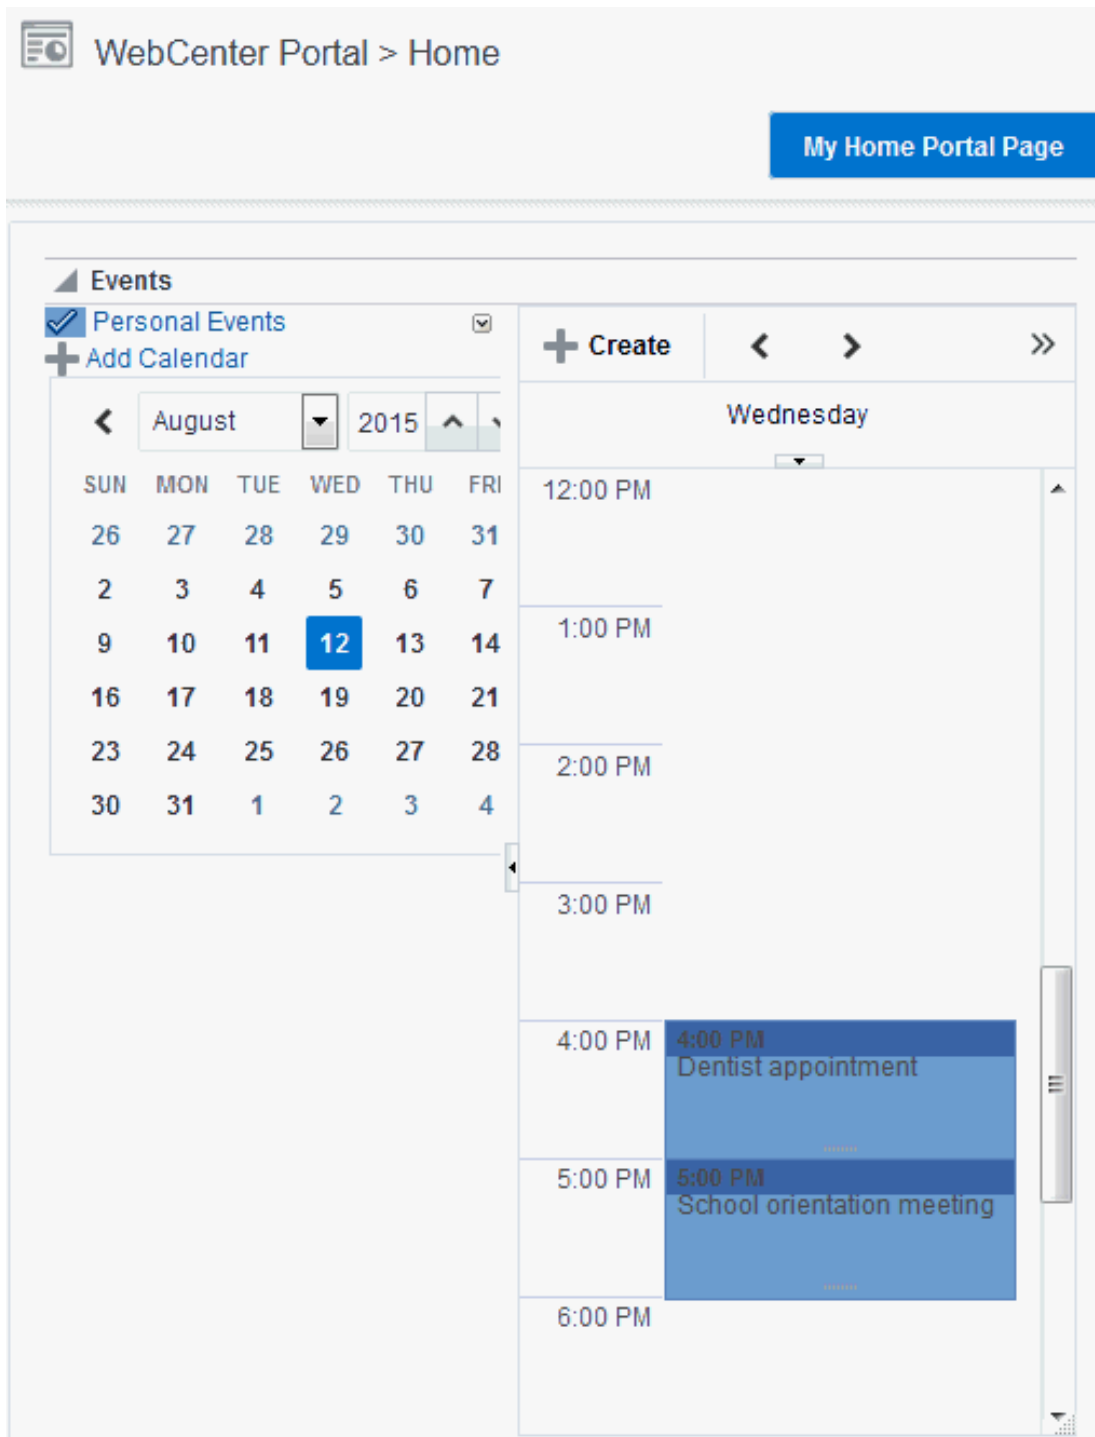 WebCenter Portal > Home
My Home Portal Page
Events
Personal Events
Add Calendar
August 2015
SUN MON TUE WED THU FRI
26 27 28 29 30 31
2 3 4 5 6 7
9 10 11 12 13 14
16 17 18 19 20 21
23 24 25 26 27 28
30 31 1 2 3 4
Create
Wednesday
12:00 PM
1:00 PM
2:00 PM
3:00 PM
4:00 PM
4:00 PM
Dentist appointment
5:00 PM
5:00 PM
School orientation meeting
6:00 PM